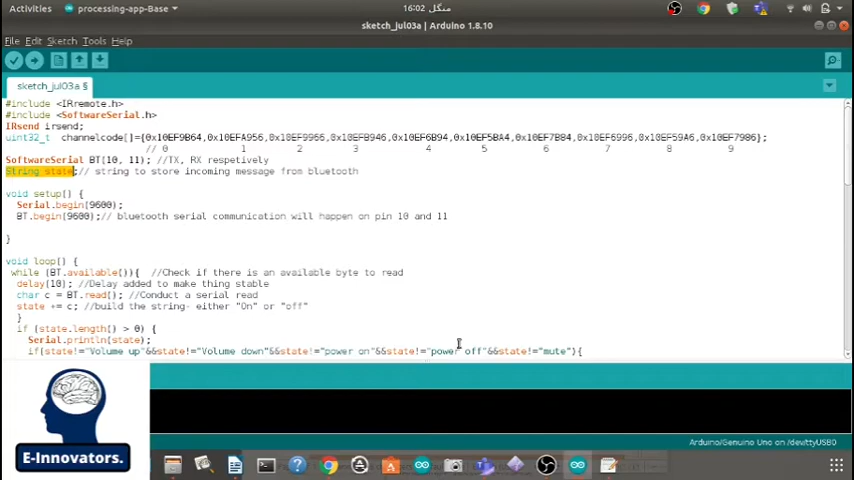 Activities processing-app-Base 16:02 منگل
sketch_jul03a | Arduino 1.8.10
File Edit Sketch Tools Help
sketch_jul03a §
#include <IRremote.h>
#include <SoftwareSerial.h>
IRsend irsend;
uint32_t channelcode[]={0x10EF9B64,0x10EFA956,0x10EF9966,0x10EFB946,0x10EF6B94,0x10EF5BA4,0x10EF7B84,0x10EF6996,0x10EF59A6,0x10EF7986};
// 0 1 2 3 4 5 6 7 8 9
SoftwareSerial BT(10, 11); //TX, RX respetively
String state;// string to store incoming message from bluetooth
void setup() {
Serial.begin(9600);
BT.begin(9600);// bluetooth serial communication will happen on pin 10 and 11
}
void loop() {
while (BT.available()){ //Check if there is an available byte to read
delay(10); //Delay added to make thing stable
char c = BT.read(); //Conduct a serial read
state += c; //build the string- either "On" or "off"
}
if (state.length() > 0) {
Serial.println(state);
if(state!="Volume up"&&state!="Volume down"&&state!="power on"&&state!="power off"&&state!="mute"){
Arduino/Genuino Uno on /dev/ttyUSB0
E-Innovators.